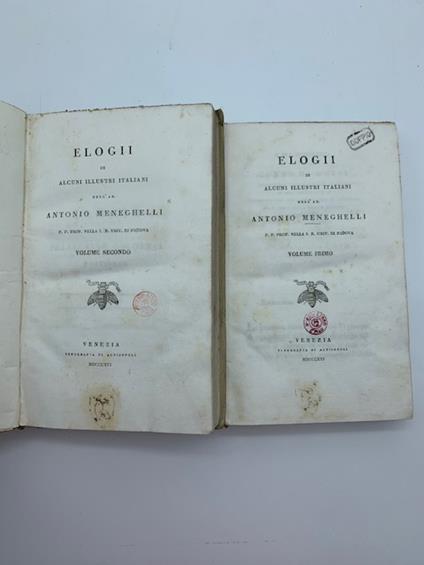 ELOGII
DI
ALCUNI ILLUSTRI ITALIANI
DELL'AB.
ANTONIO MENEGHELLI
P. P. PROF. NELLA I. R. UNIV. DI PADOVA
VOLUME SECONDO
VENEZIA
TIPOGRAFIA DI ALVISOPOLI
MDCCCXVI
DOPPIO
ELOGII
DI
ALCUNI ILLUSTRI ITALIANI
DELL'AB.
ANTONIO MENEGHELLI
P. P. PROF. NELLA I. R. UNIV. DI PADOVA
VOLUME PRIMO
VENEZIA
TIPOGRAFIA DI ALVISOPOLI
MDCCCXVI